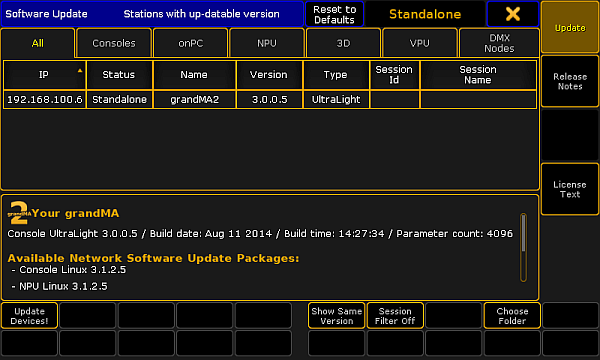 Software Update
Stations with up-datable version
Reset to
Defaults
Standalone
Update
All
Consoles
onPC
NPU
3D
VPU
DMX
Nodes
IP
Status
Name
Version
Type
Session
Id
Session
Name
Release
Notes
192.168.100.6
Standalone
grandMA2
3.0.0.5
UltraLight
License
Text
2
grandMA
Your grandMA
Console UltraLight 3.0.0.5 / Build date: Aug 11 2014 / Build time: 14:27:34 / Parameter count: 4096
Available Network Software Update Packages:
- Console Linux 3.1.2.5
- NPU Linux 3.1.2.5
Update
Devices!
Show Same
Version
Session
Filter Off
Choose
Folder